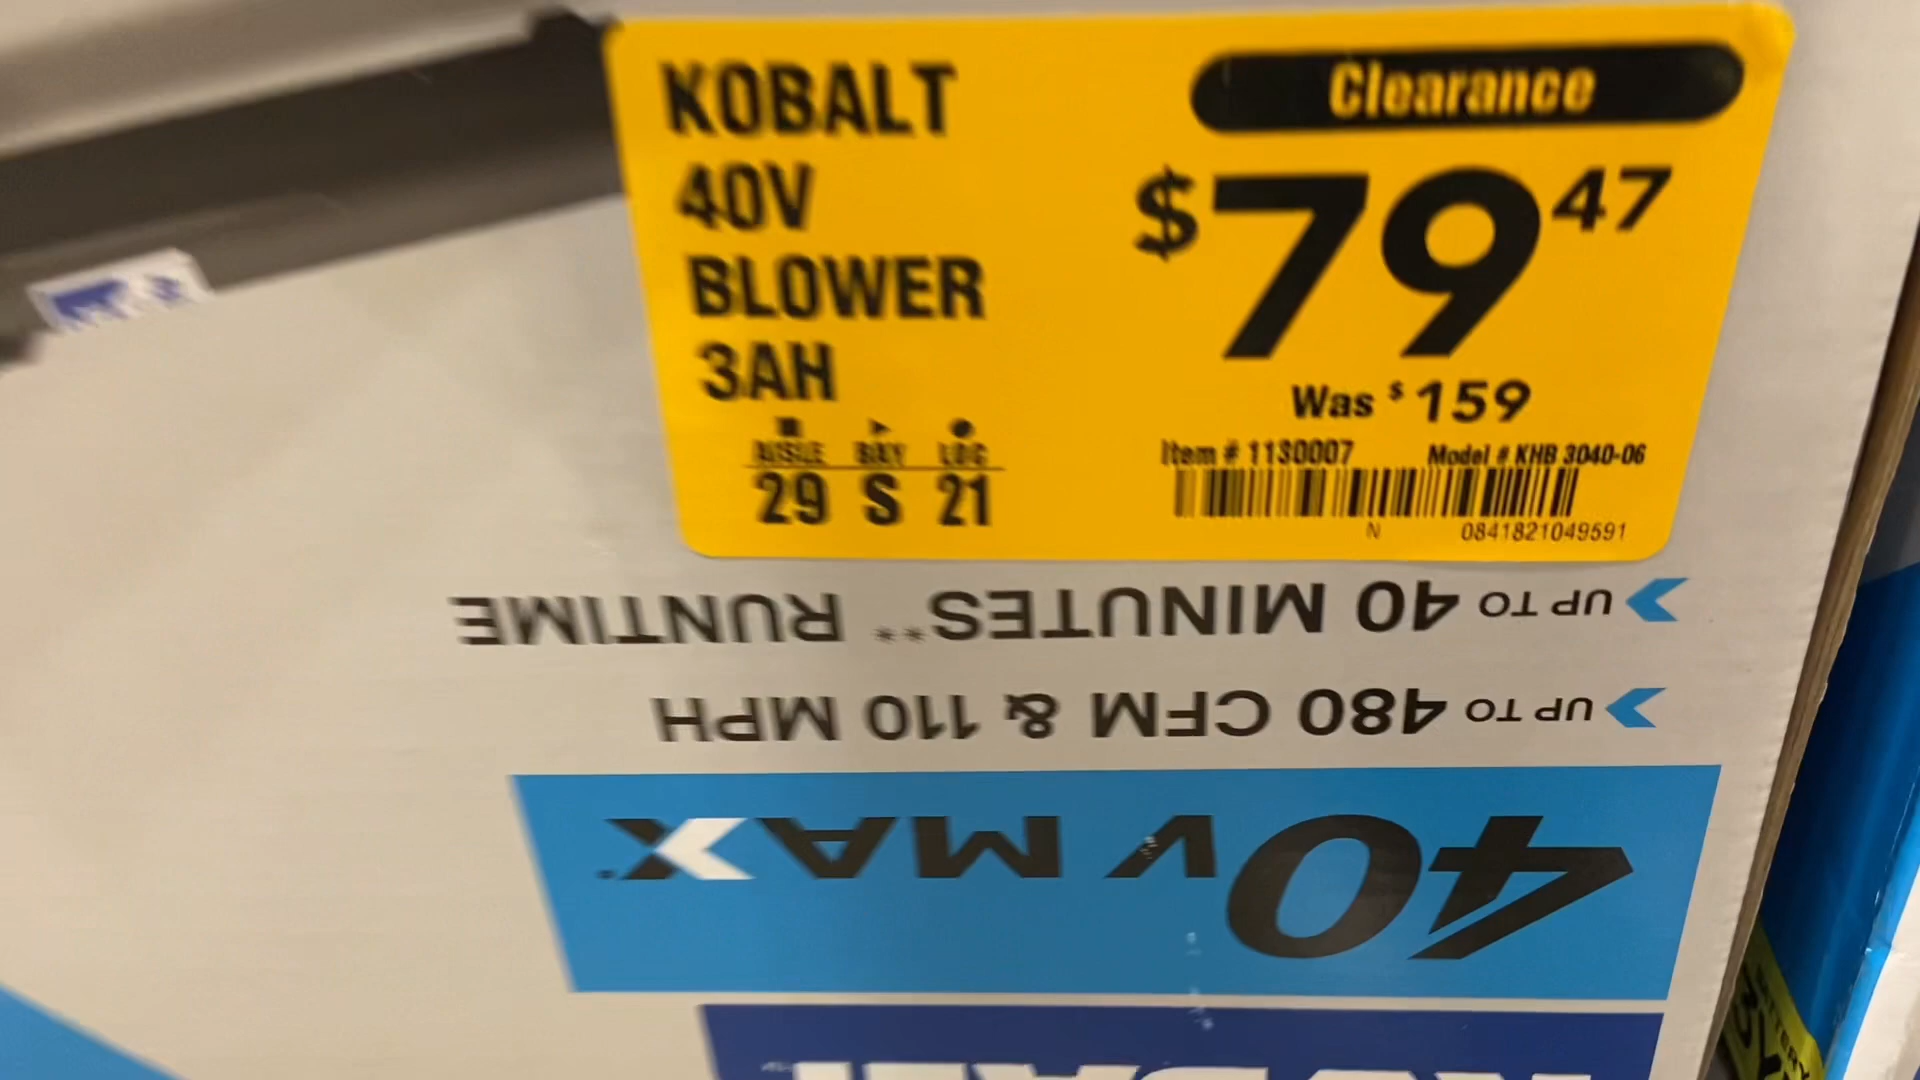 KOBALT
40V
BLOWER
3AH
AISLE BAY LOC
29 S 21
Clearance
$79 47
Was $159
Item # 1130007 Model # KHB 3040-06
N 0841821049591
UP TO 40 MINUTES** RUNTIME
UP TO 480 CFM & 110 MPH
40V MAX
KOBALT